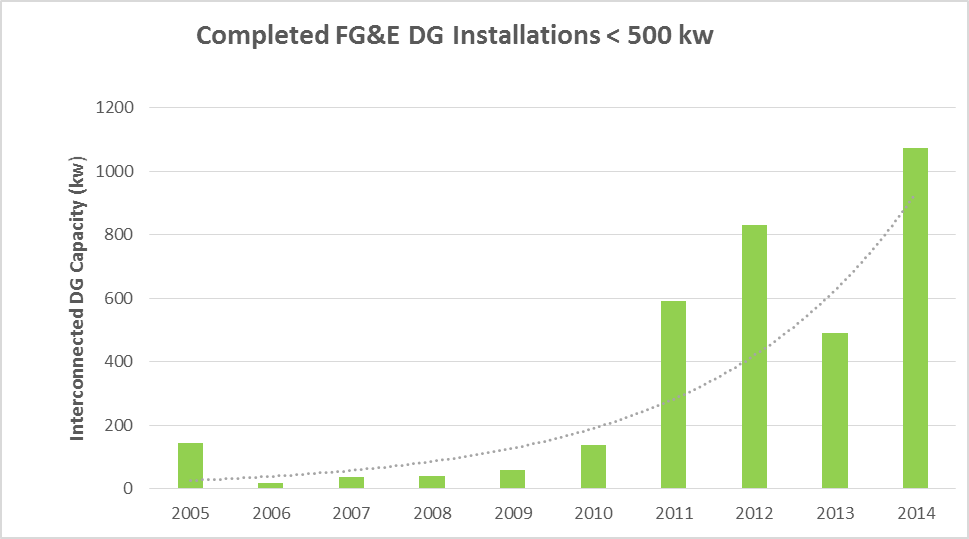 Completed FG&E DG Installations < 500 kw
Interconnected DG Capacity (kw)
1200
1000
800
600
400
200
0
2005 2006 2007 2008 2009 2010 2011 2012 2013 2014